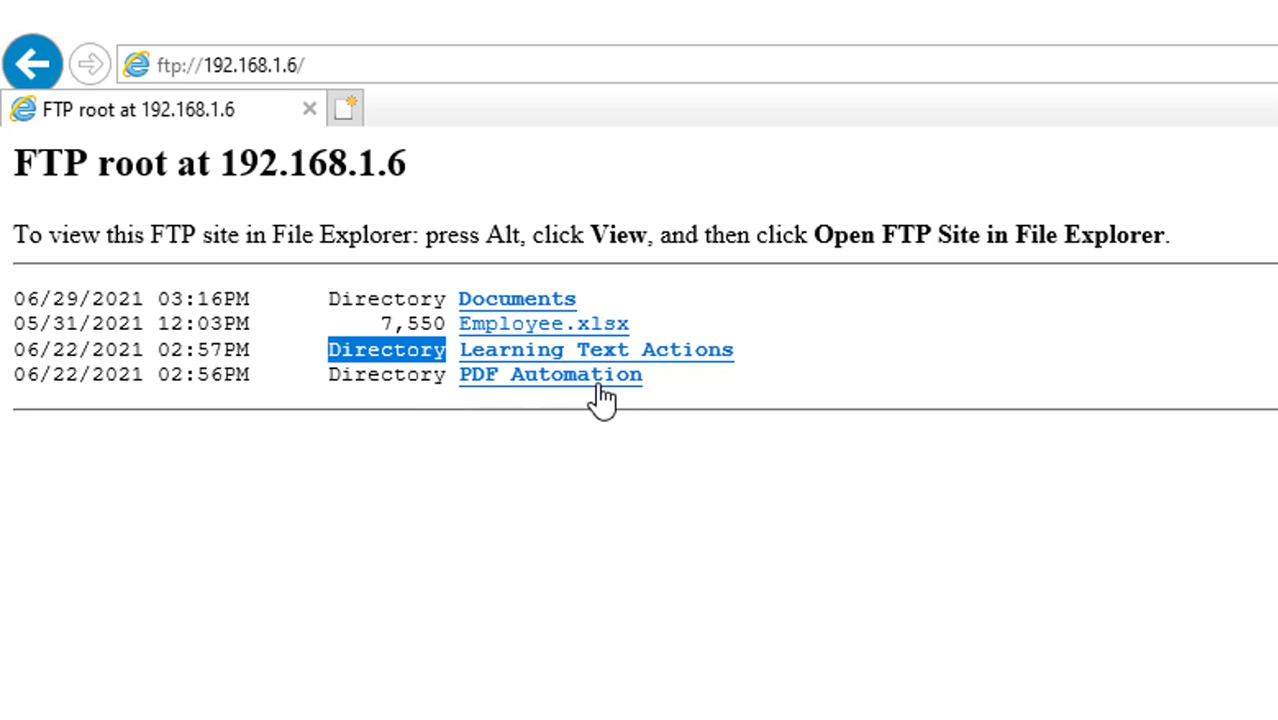 ftp://192.168.1.6/
FTP root at 192.168.1.6
FTP root at 192.168.1.6
To view this FTP site in File Explorer: press Alt, click View, and then click Open FTP Site in File Explorer.
06/29/2021 03:16PM Directory Documents
05/31/2021 12:03PM 7,550 Employee.xlsx
06/22/2021 02:57PM Directory Learning Text Actions
06/22/2021 02:56PM Directory PDF Automation